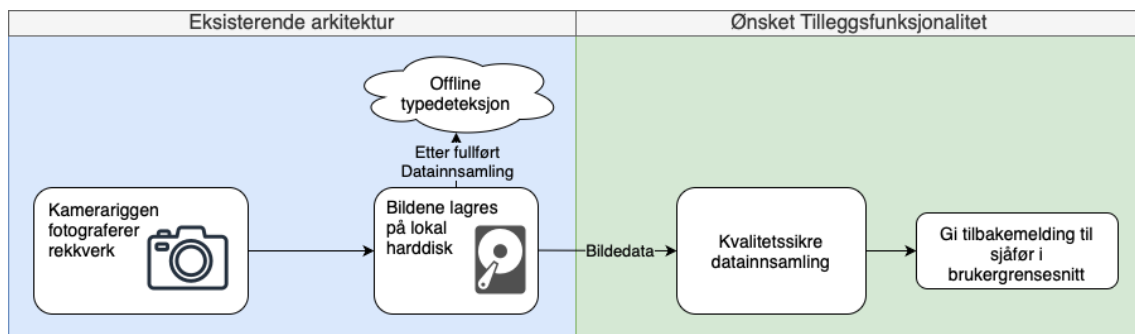 Eksisterende arkitektur
Ønsket Tilleggsfunksjonalitet
Offline
typedeteksjon
Etter fullført
Datainnsamling
Kamerariggen
fotograferer
rekkverk
Bildene lagres
på lokal
harddisk
Bildedata
Kvalitetssikre
datainnsamling
Gi tilbakemelding til
sjåfør i
brukergrensesnitt